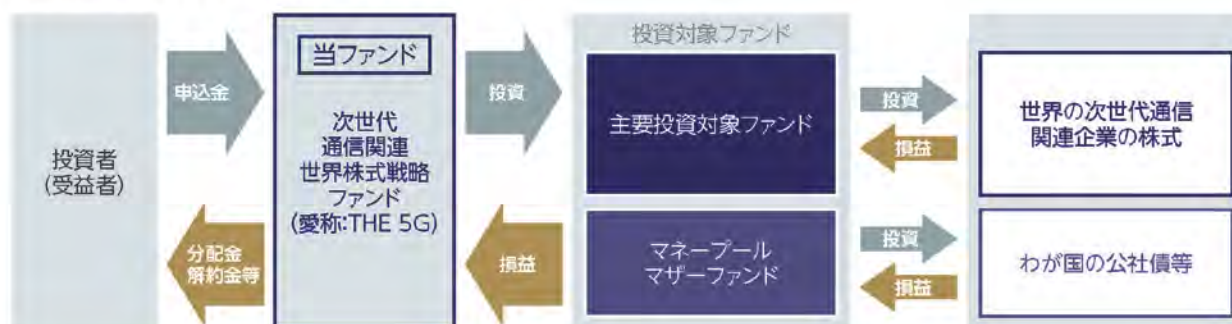 投資者
(受益者)
申込金
分配金
解約金等
当ファンド
次世代
通信関連
世界株式戦略
ファンド
(愛称:THE 5G)
投資
損益
投資対象ファンド
主要投資対象ファンド
マネープール
マザーファンド
投資
損益
投資
損益
世界の次世代通信
関連企業の株式
わが国の公社債等